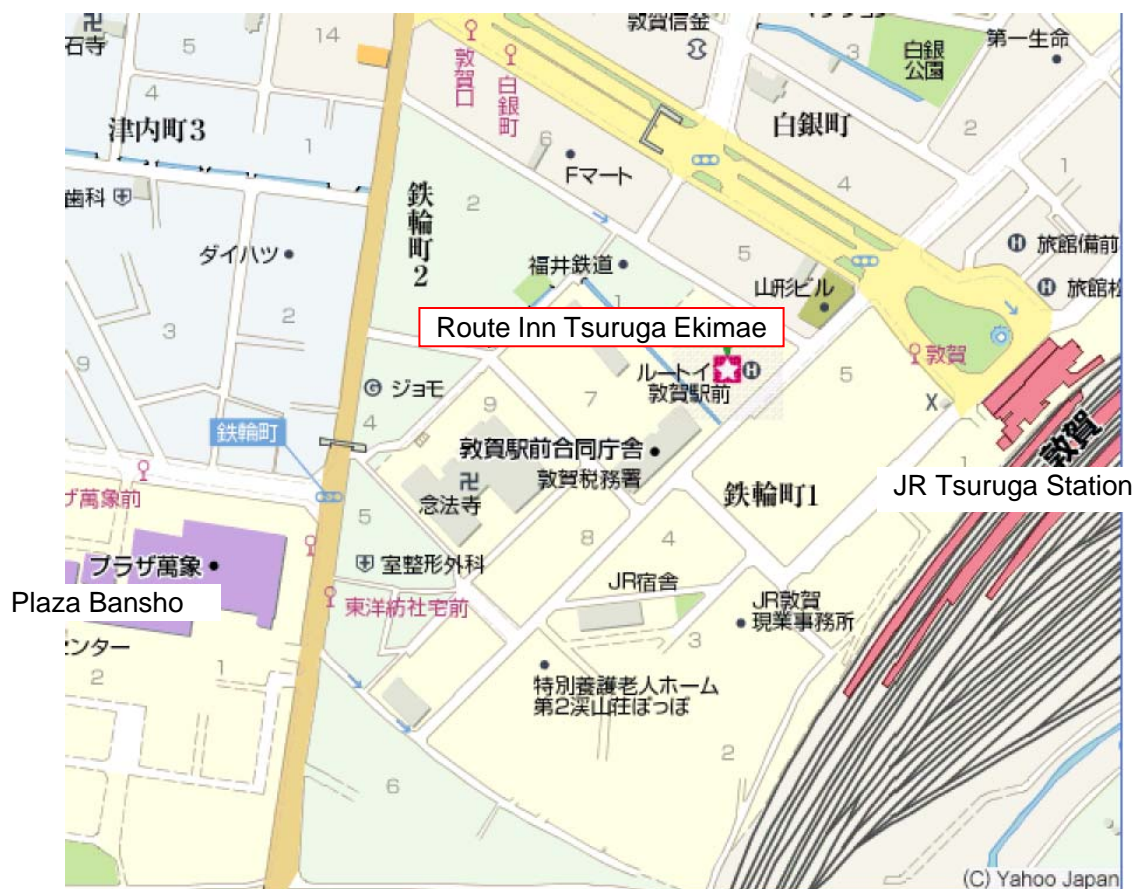 石寺
5
14
敦賀口
白銀町
敦賀信金
3
白銀
公園
第一生命
4
津内町3
1
6
Fマート
白銀町
2
1
4
歯科
鉄輪町2
2
ダイハツ
福井鉄道
5
旅館備前
山形ビル
1
旅館松
2
3
Route Inn Tsuruga Ekimae
9
ルートイ
敦賀駅前
5
敦賀
X
ジョモ
4
9
7
鉄輪町
敦賀駅前合同庁舎
敦賀税務署
念法寺
敦賀
1
JR Tsuruga Station
鉄輪町1
ザ萬象前
5
8
4
プラザ萬象
室整形外科
JR宿舎
Plaza Bansho
東洋紡社宅前
JR敦賀
現業事務所
3
ンター
1
2
特別養護老人ホーム
第2渓山荘ぽっぽ
2
6
(C) Yahoo Japan